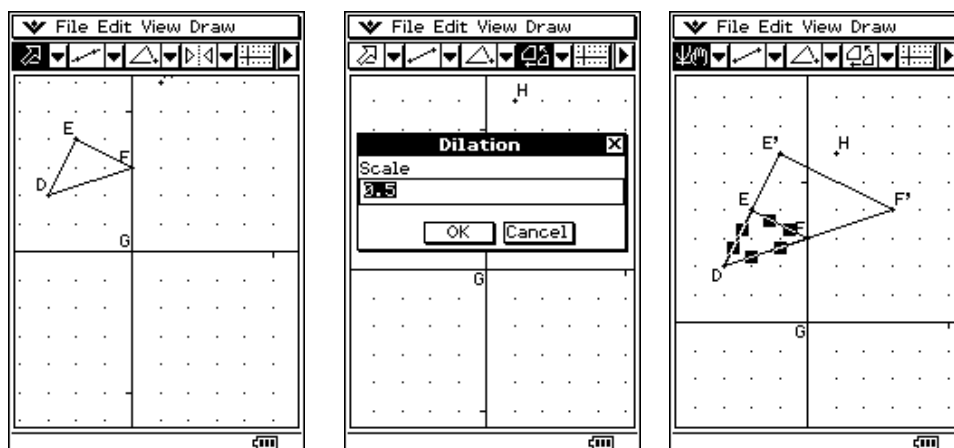 File Edit View Draw
E
F
D
G
File Edit View Draw
H
Dilation
Scale
0.5
OK Cancel
G
File Edit View Draw
E' H
E F'
F
D
G